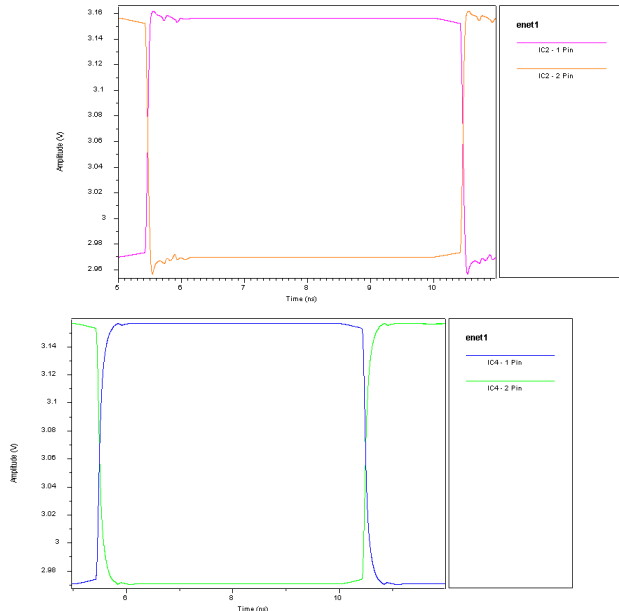 3.16
3.14
3.12
3.1
3.08
3.06
3.04
3.02
3
2.98
2.96
Amplitude (V)
5
6
7
8
9
10
Time (ns)
enet1
IC2 - 1 Pin
IC2 - 2 Pin
3.14
3.12
3.1
3.08
3.06
3.04
3.02
3
2.98
Amplitude (V)
6
8
10
Time (ns)
enet1
IC4 - 1 Pin
IC4 - 2 Pin